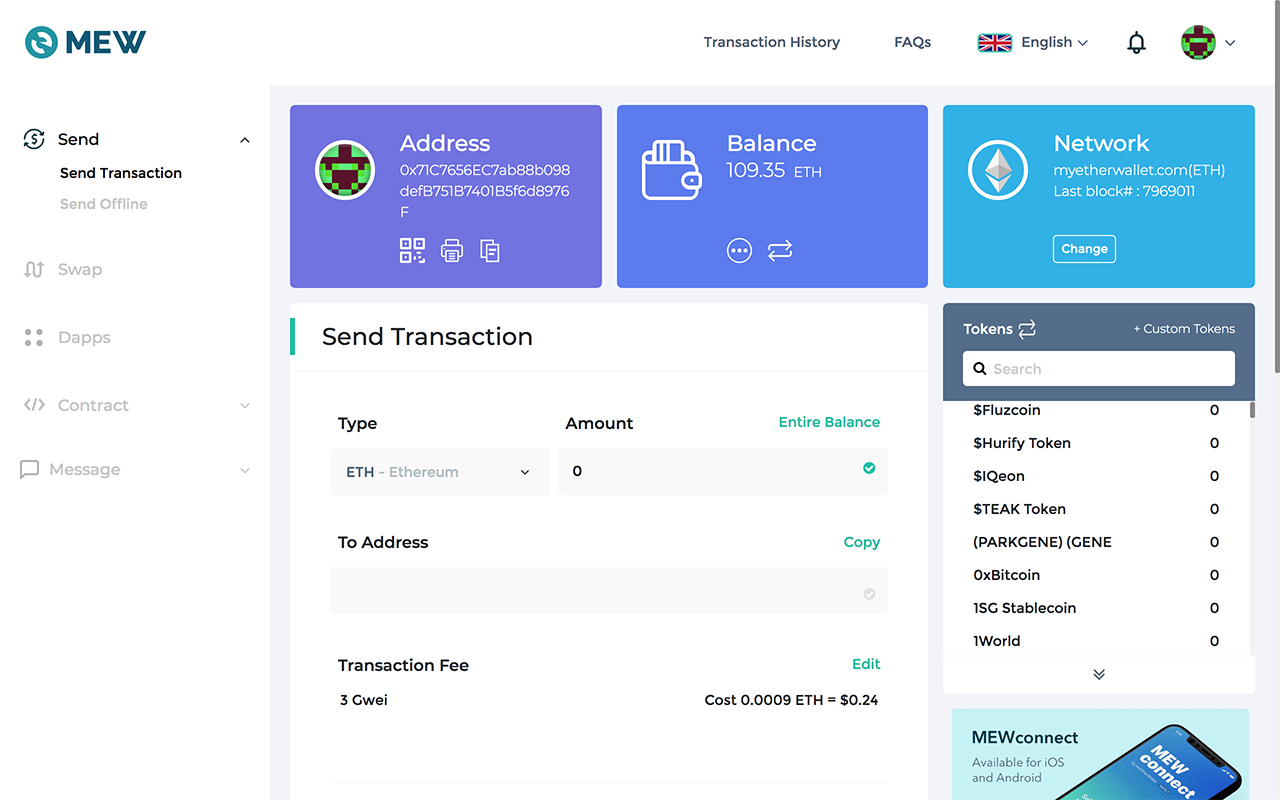 MEW
Transaction History
FAQs
English
Send
Send Transaction
Send Offline
Swap
Dapps
Contract
Message
Address
0x71C7656EC7ab88b098
defB751B7401B5f6d8976
F
Balance
109.35 ETH
Network
myetherwallet.com(ETH)
Last block# : 7969011
Change
Send Transaction
Type
Amount
Entire Balance
ETH - Ethereum
0
To Address
Copy
Transaction Fee
Edit
3 Gwei
Cost 0.0009 ETH = $0.24
Tokens
+ Custom Tokens
Search
$Fluzcoin 0
$Hurify Token 0
$IQeon 0
$TEAK Token 0
(PARKGENE) (GENE 0
0xBitcoin 0
1SG Stablecoin 0
1World 0
MEWconnect
Available for iOS
and Android
MEW
connect